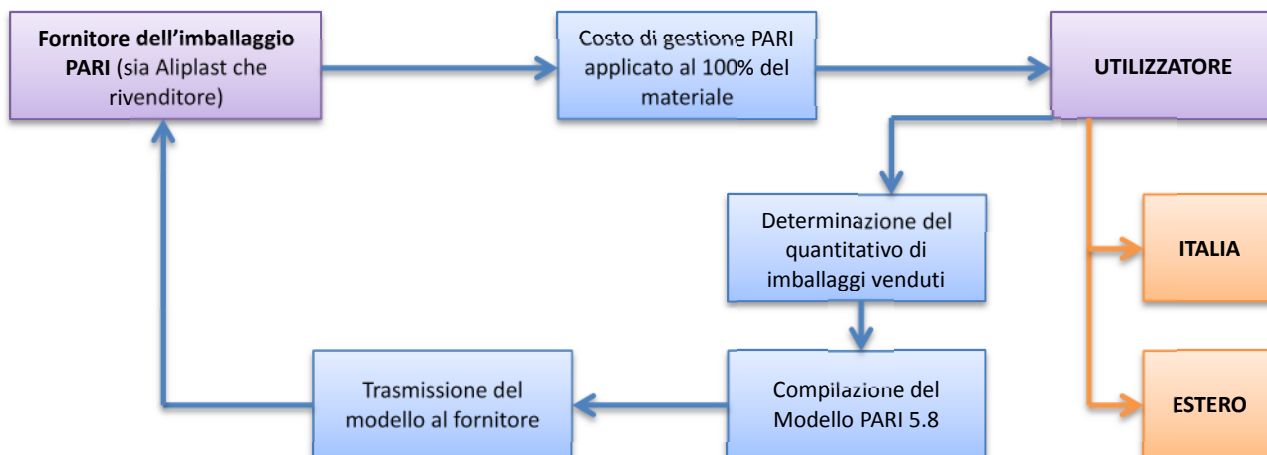 Fornitore dell’imballaggio
PARI (sia Aliplast che
rivenditore)
Costo di gestione PARI
applicato al 100% del
materiale
UTILIZZATORE
Determinazione del
quantitativo di
imballaggi venduti
ITALIA
Trasmissione del
modello al fornitore
Compilazione del
Modello PARI 5.8
ESTERO